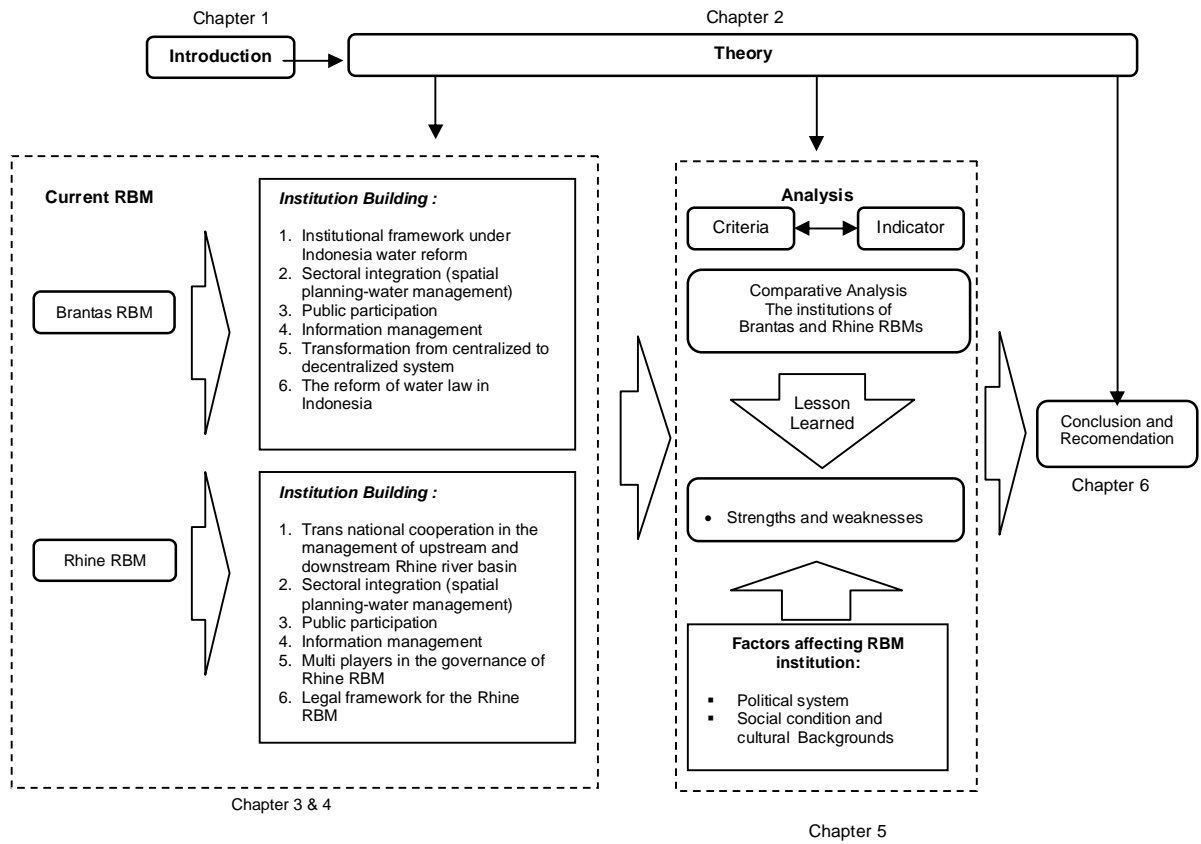 Chapter 1
Chapter 2
Introduction
Theory
Current RBM
Brantas RBM
Institution Building :
1. Institutional framework under
Indonesia water reform
2. Sectoral integration (spatial
planning-water management)
3. Public participation
4. Information management
5. Transformation from centralized to
decentralized system
6. The reform of water law in
Indonesia
Rhine RBM
Institution Building :
1. Trans national cooperation in the
management of upstream and
downstream Rhine river basin
2. Sectoral integration (spatial
planning-water management)
3. Public participation
4. Information management
5. Multi players in the governance of
Rhine RBM
6. Legal framework for the Rhine
RBM
Chapter 3 & 4
Analysis
Criteria
Indicator
Comparative Analysis
The institutions of
Brantas and Rhine RBMs
Lesson
Learned
• Strengths and weaknesses
Factors affecting RBM
institution:
▪ Political system
▪ Social condition and
cultural Backgrounds
Chapter 5
Conclusion and
Recomendation
Chapter 6